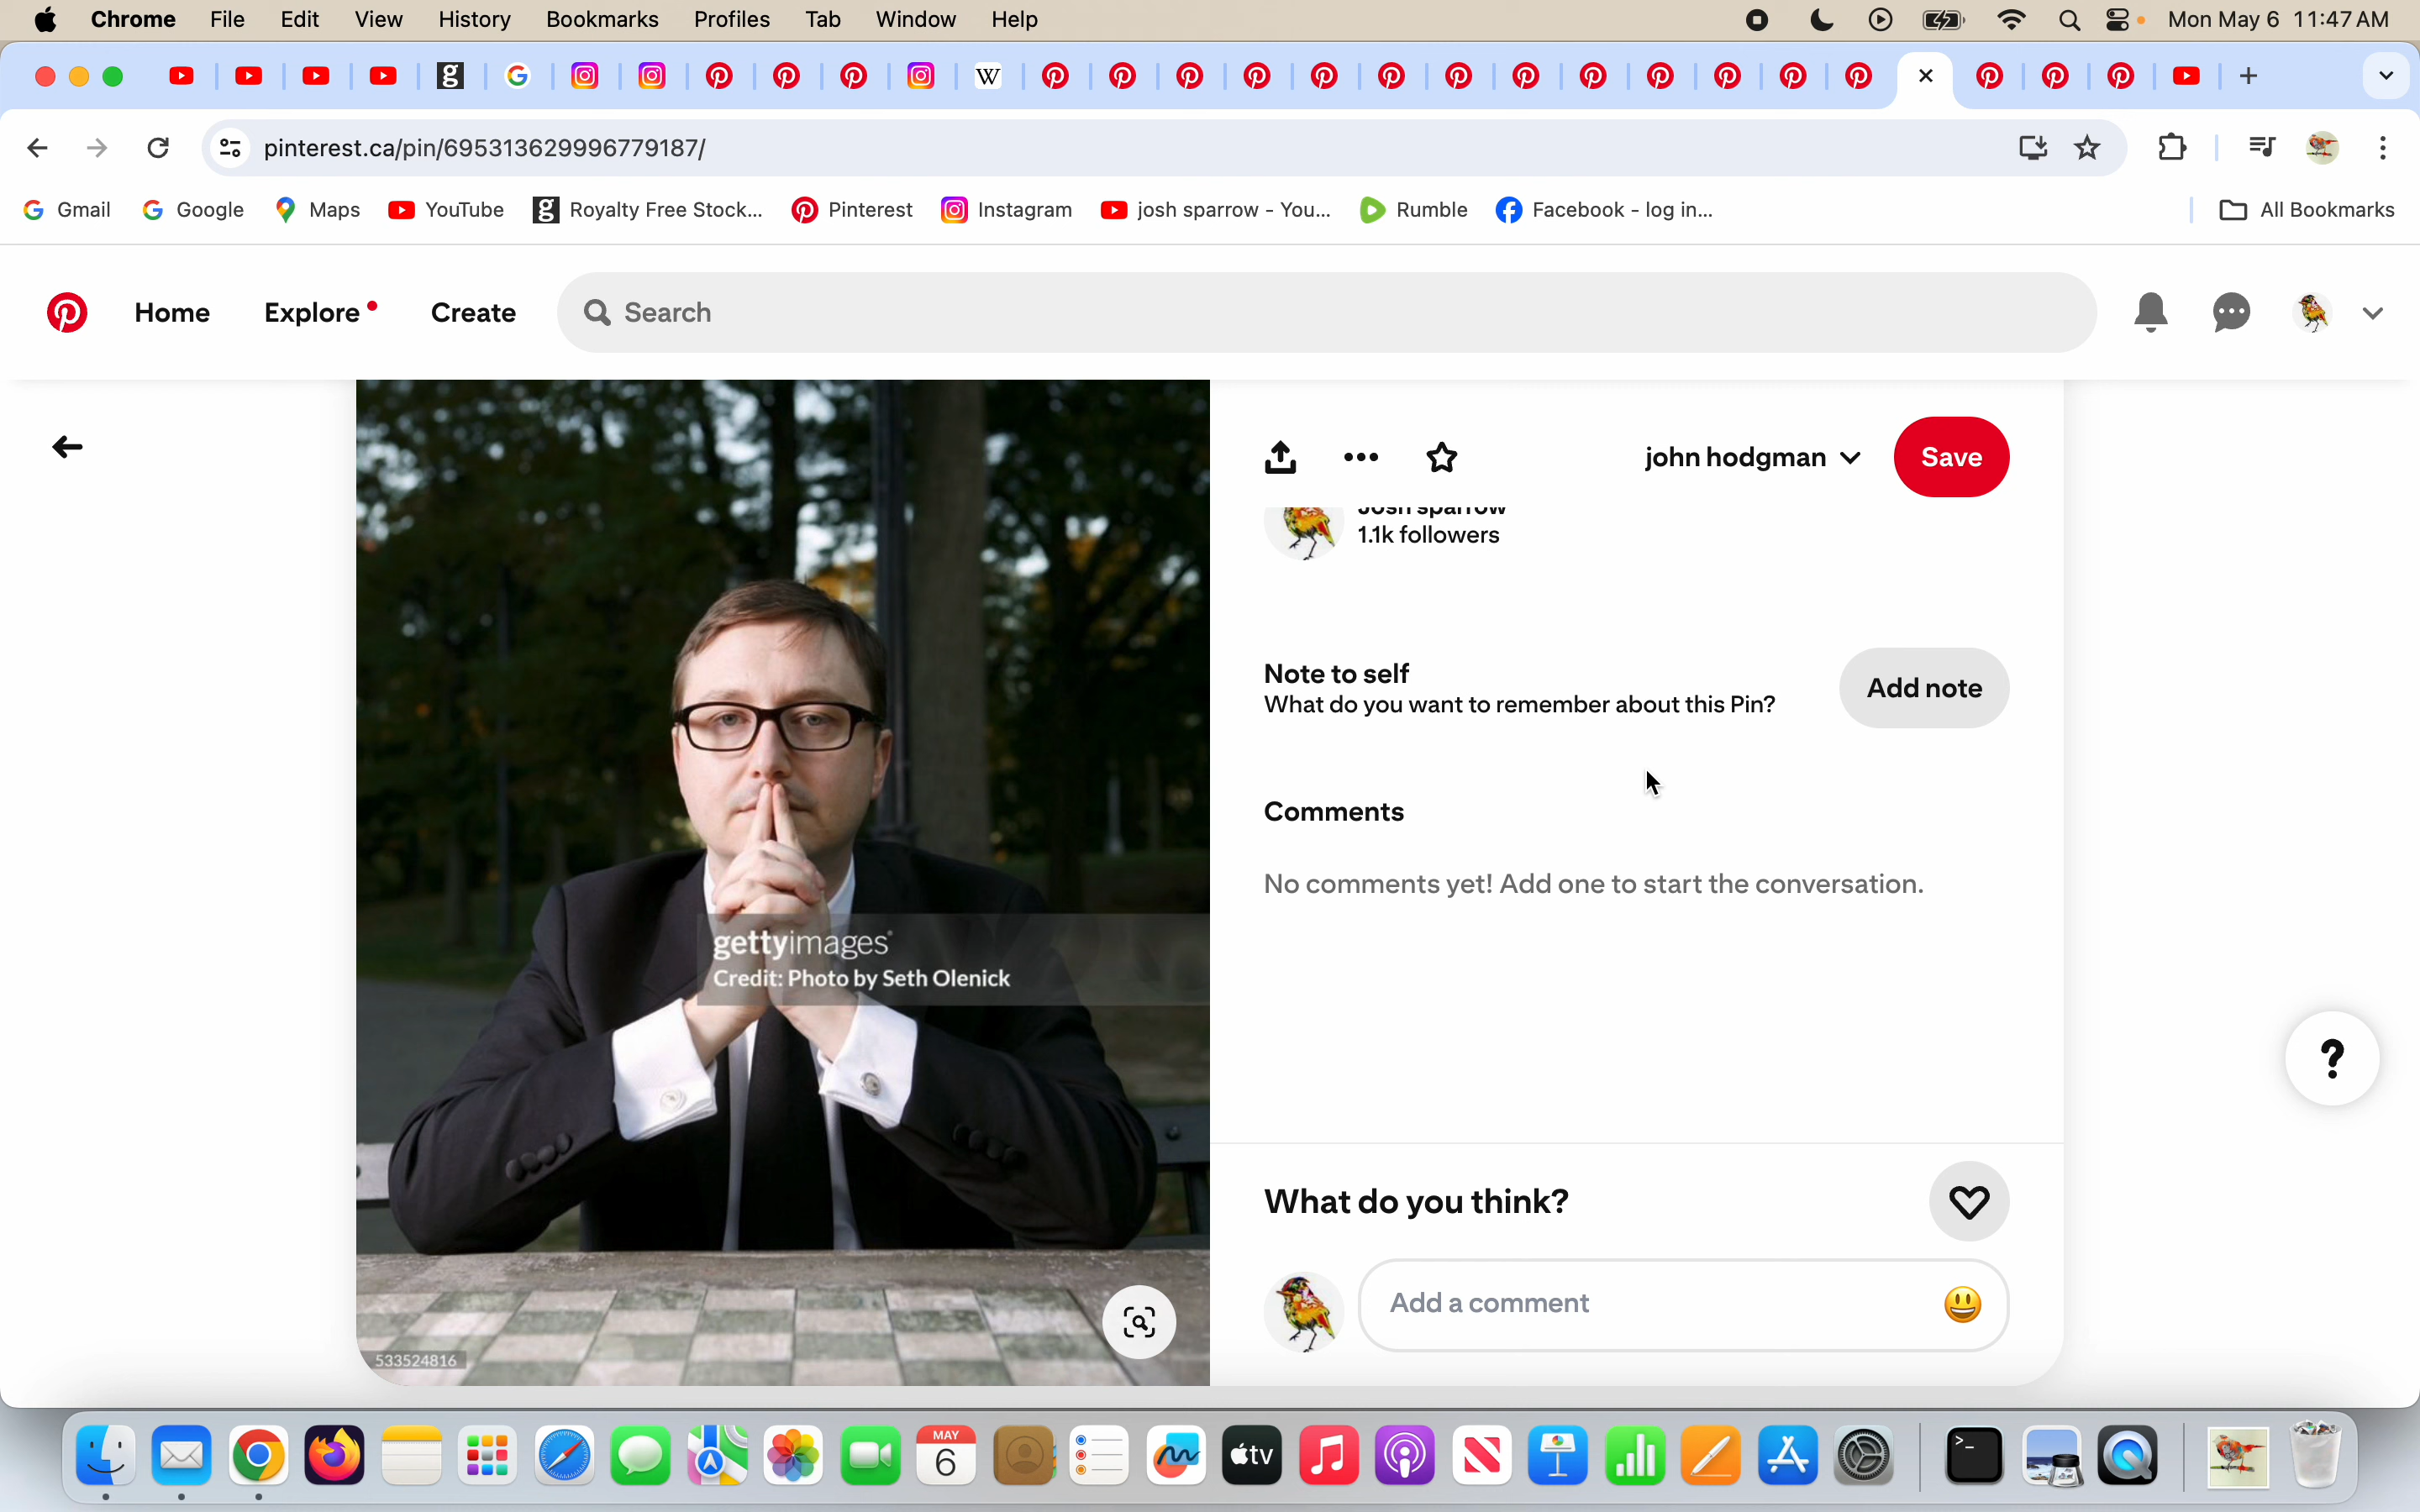 Chrome File Edit View History Bookmarks Profiles Tab Window Help Mon May 6 11:47 AM
pinterest.ca/pin/695313629996779187/
Gmail Google Maps YouTube Royalty Free Stock... Pinterest Instagram josh sparrow - You... Rumble Facebook - log in... All Bookmarks
Home Explore Create Search
john hodgman Save
Josh sparrow
1.1k followers
Note to self
What do you want to remember about this Pin?
Add note
Comments
No comments yet! Add one to start the conversation.
gettyimages
Credit: Photo by Seth Olenick
533524816
What do you think?
Add a comment
?
MAY
6
tv